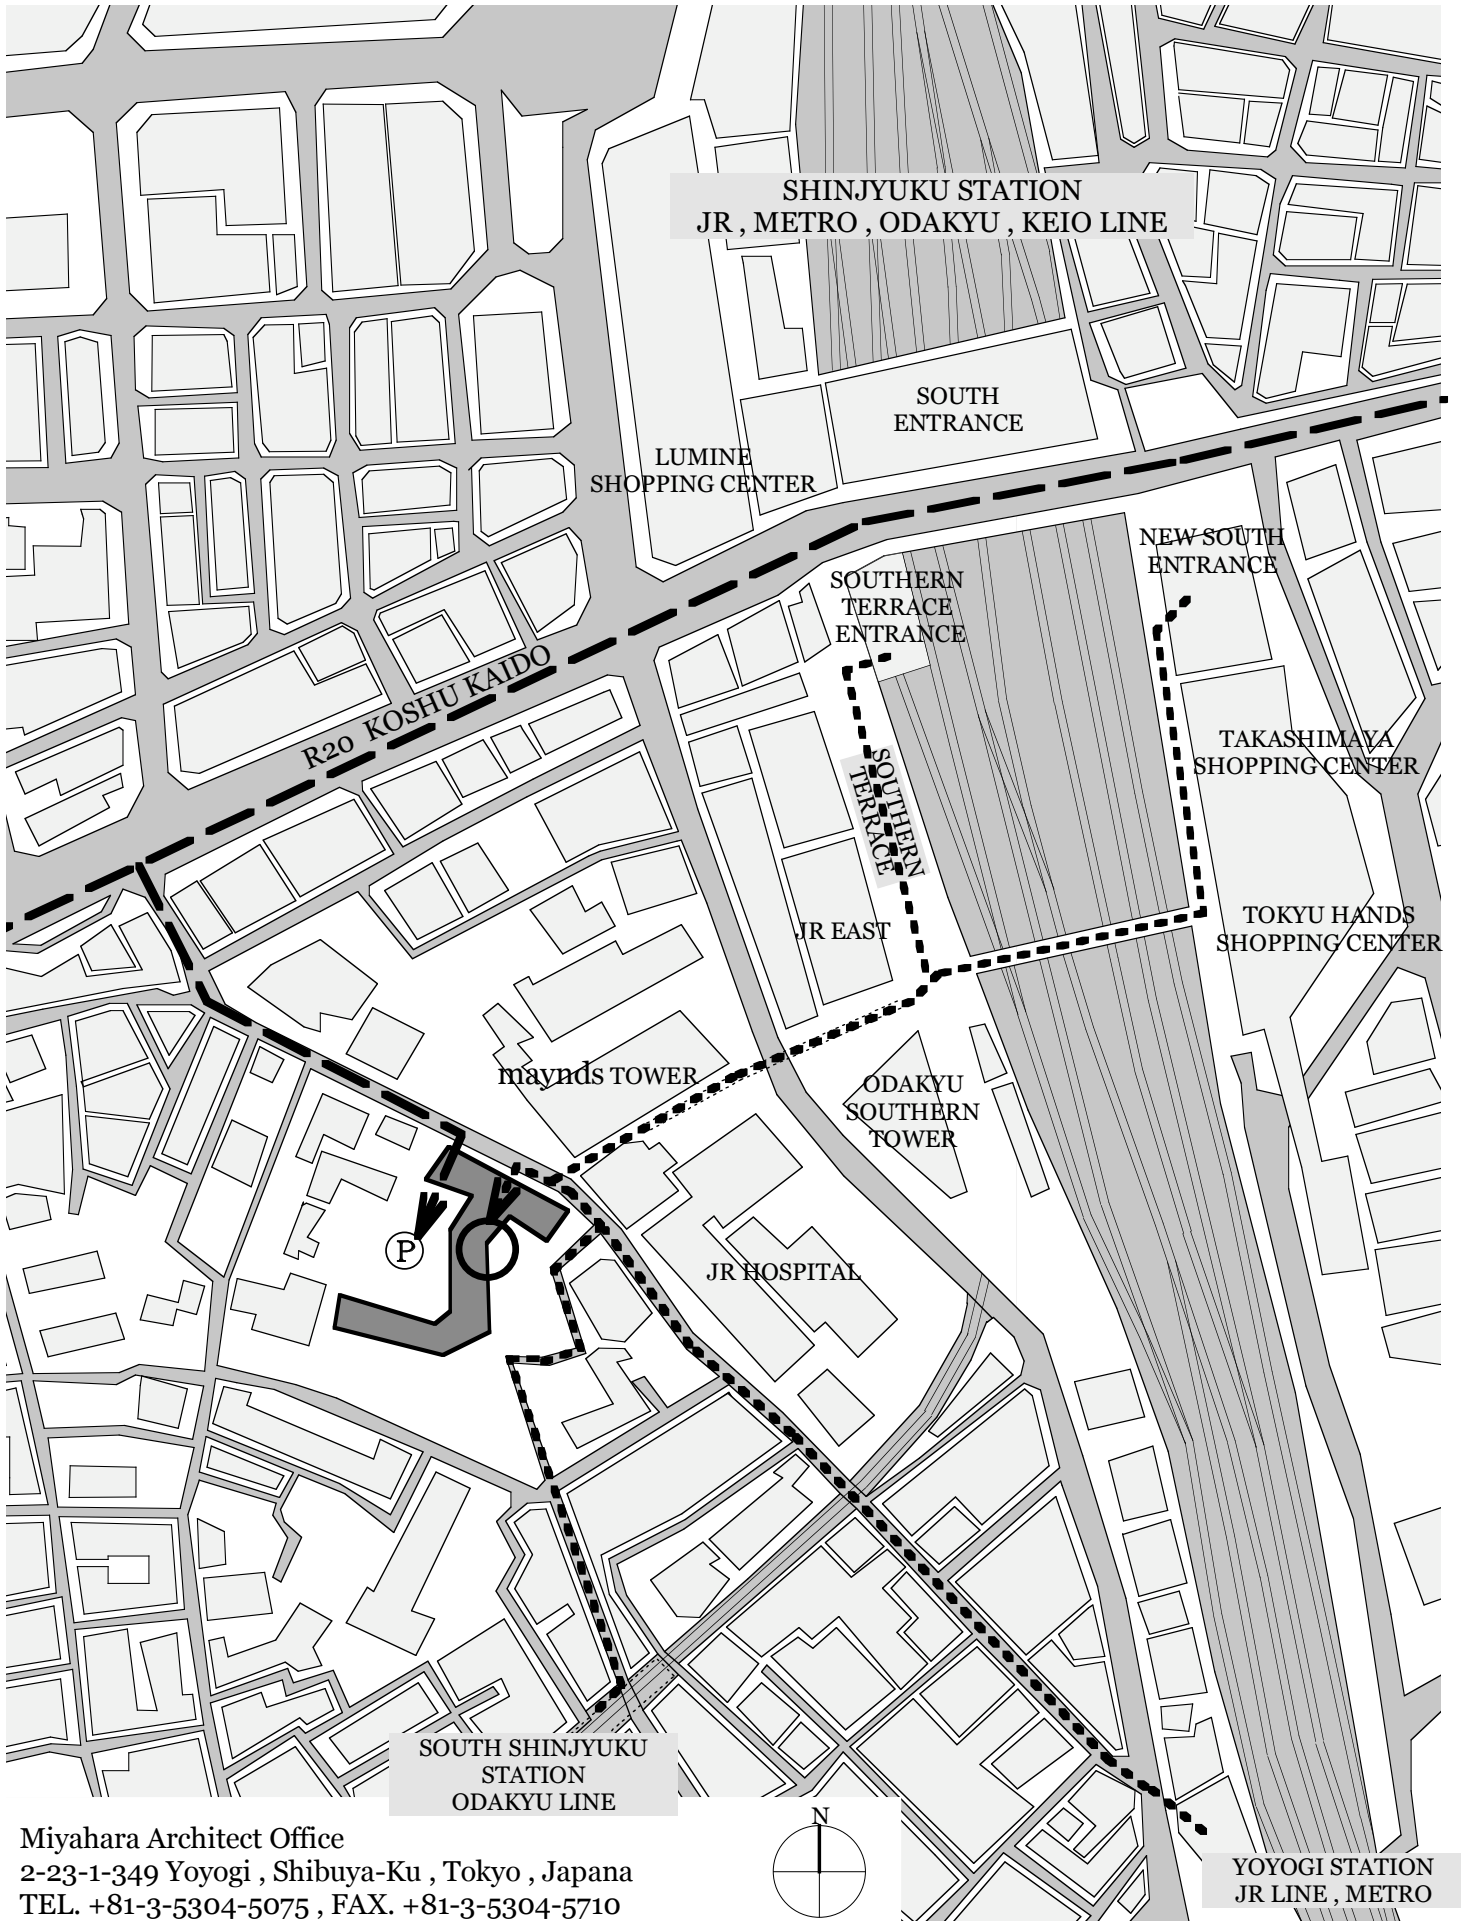 SHINJYUKU STATION
JR , METRO , ODAKYU , KEIO LINE
SOUTH
ENTRANCE
LUMINE
SHOPPING CENTER
NEW SOUTH
ENTRANCE
SOUTHERN
TERRACE
ENTRANCE
R20 KOSHU KAIDO
TAKASHIMAYA
SHOPPING CENTER
SOUTHERN
TERRACE
JR EAST
TOKYU HANDS
SHOPPING CENTER
maynds TOWER
ODAKYU
SOUTHERN
TOWER
P
JR HOSPITAL
SOUTH SHINJYUKU
STATION
ODAKYU LINE
N
Miyahara Architect Office
2-23-1-349 Yoyogi , Shibuya-Ku , Tokyo , Japana
TEL. +81-3-5304-5075 , FAX. +81-3-5304-5710
YOYOGI STATION
JR LINE , METRO